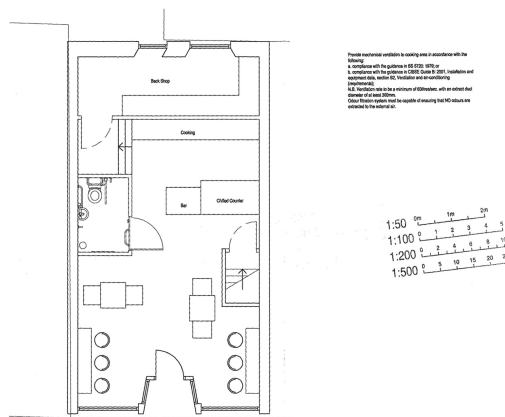 Provide mechanical ventilation to cooking area in accordance with the
following:
a. compliance with the guidance in BS 5720: 1979; or
b. compliance with the guidance in CIBSE Guide B: 2001, Installation and
equipment data, section B2, Ventilation and air-conditioning
(requirements);
N.B. Ventilation rate to be a minimum of 60litres/sec. with an extract duct
diameter of at least 300mm.
Odour filtration system must be capable of ensuring that NO odours are
extracted to the external air.
Back Shop
Cooking
Bar
Chilled Counter
1:50 0m 1m 2m
1:100 0 1 2 3 4 5
1:200 0 2 4 6 8
1:500 0 5 10 15 20